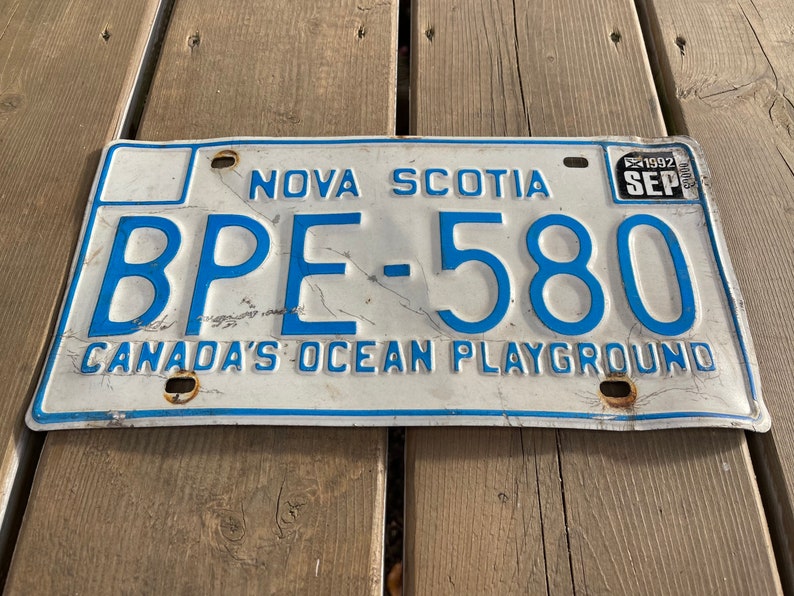 NOVA SCOTIA
1992
SEP
BPE-580
CANADA'S OCEAN PLAYGROUND